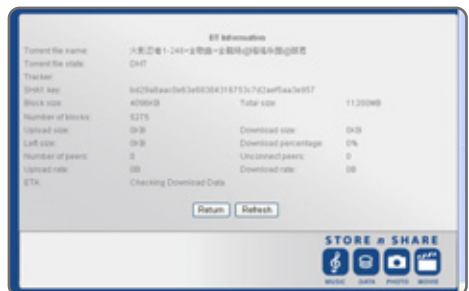 BT Information
Torrent file name:
Torrent file state: DHT
Tracker:
SHA1 key:
Block size: 4096KB Total size: 11200MB
Number of blocks: 5275
Upload size: 0kB Download size: 0kB
Left size: 0kB Download percentage: 0%
Number of peers: 0 Unconnect peers: 0
Upload rate: 0B Download rate: 0B
ETA: Checking Download Data
Return Refresh
STORE n SHARE
MUSIC DATA PHOTO MOVIE